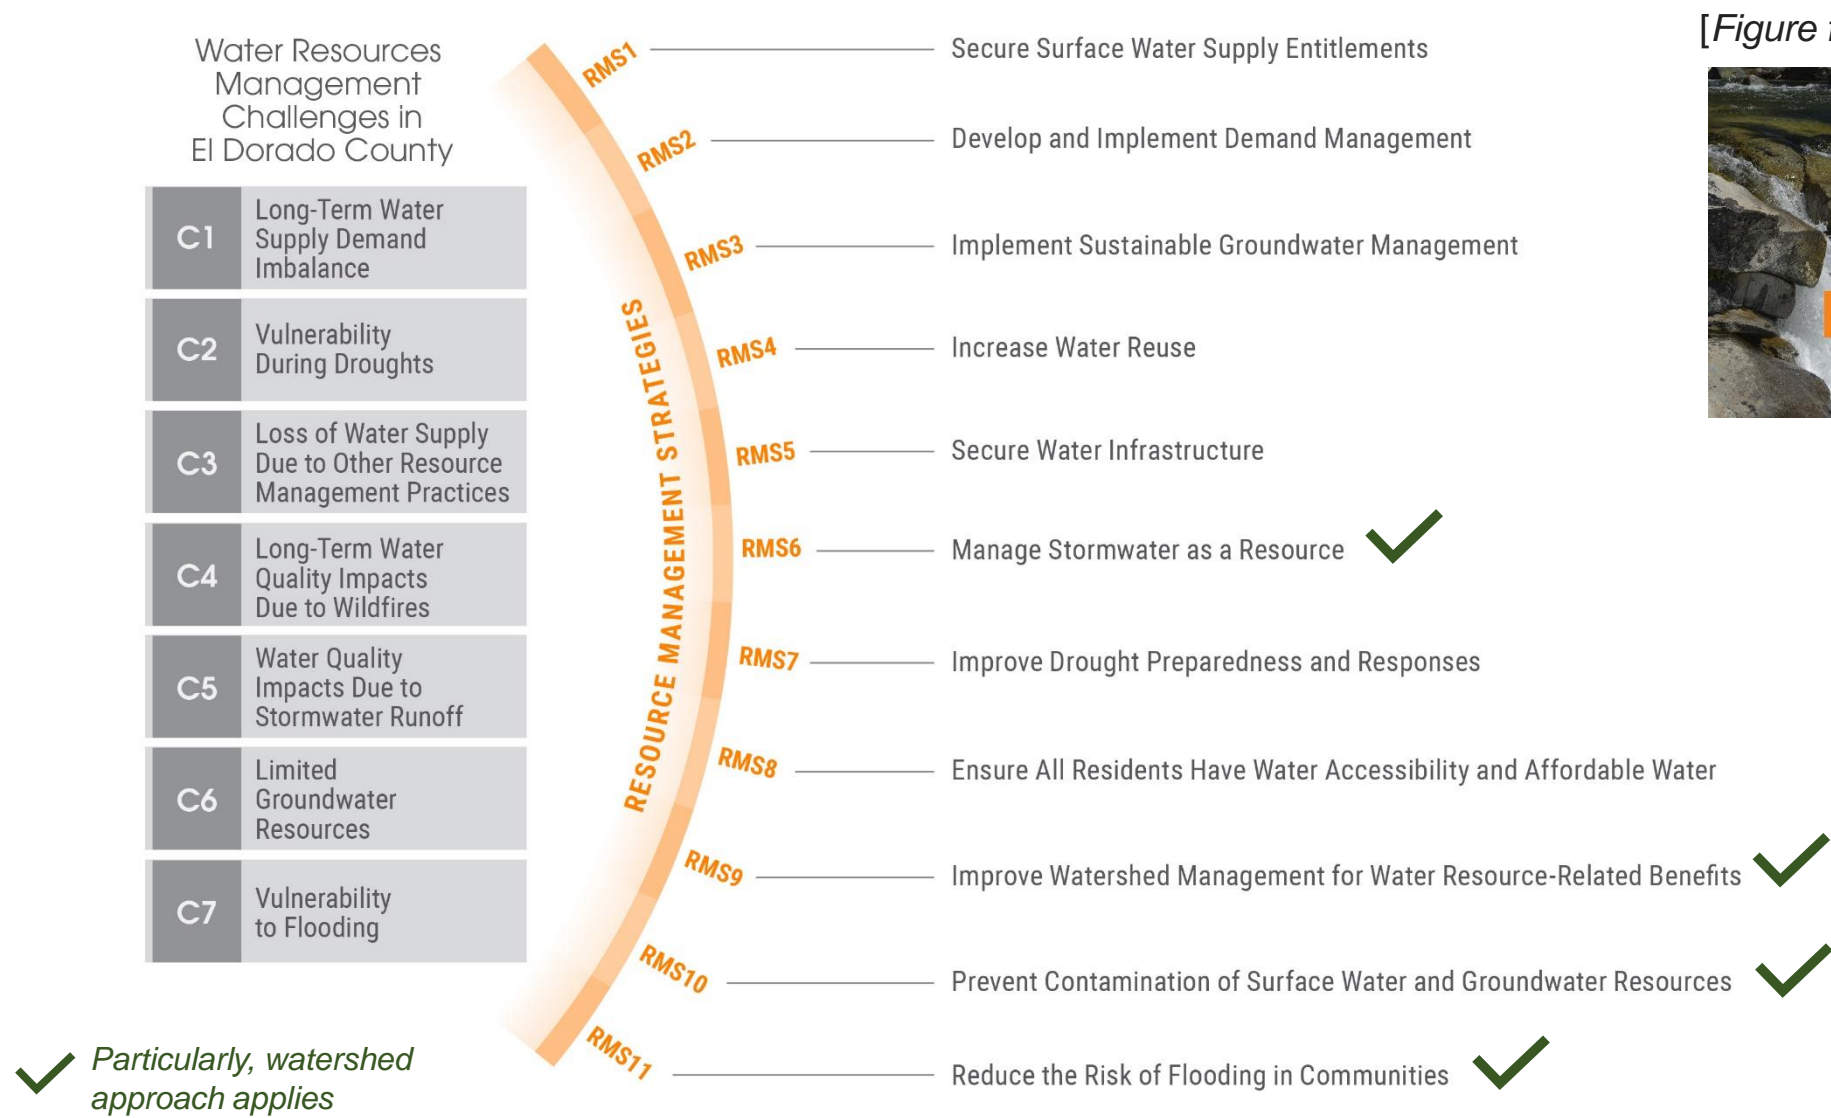 Water Resources
Management
Challenges in
El Dorado County
C1
Long-Term Water
Supply Demand
Imbalance
C2
Vulnerability
During Droughts
C3
Loss of Water Supply
Due to Other Resource
Management Practices
C4
Long-Term Water
Quality Impacts
Due to Wildfires
C5
Water Quality
Impacts Due to
Stormwater Runoff
C6
Limited
Groundwater
Resources
C7
Vulnerability
to Flooding
Particularly, watershed
approach applies
RESOURCE MANAGEMENT STRATEGIES
RMS1 Secure Surface Water Supply Entitlements
RMS2 Develop and Implement Demand Management
RMS3 Implement Sustainable Groundwater Management
RMS4 Increase Water Reuse
RMS5 Secure Water Infrastructure
RMS6 Manage Stormwater as a Resource
RMS7 Improve Drought Preparedness and Responses
RMS8 Ensure All Residents Have Water Accessibility and Affordable Water
RMS9 Improve Watershed Management for Water Resource-Related Benefits
RMS10 Prevent Contamination of Surface Water and Groundwater Resources
RMS11 Reduce the Risk of Flooding in Communities
[Figure